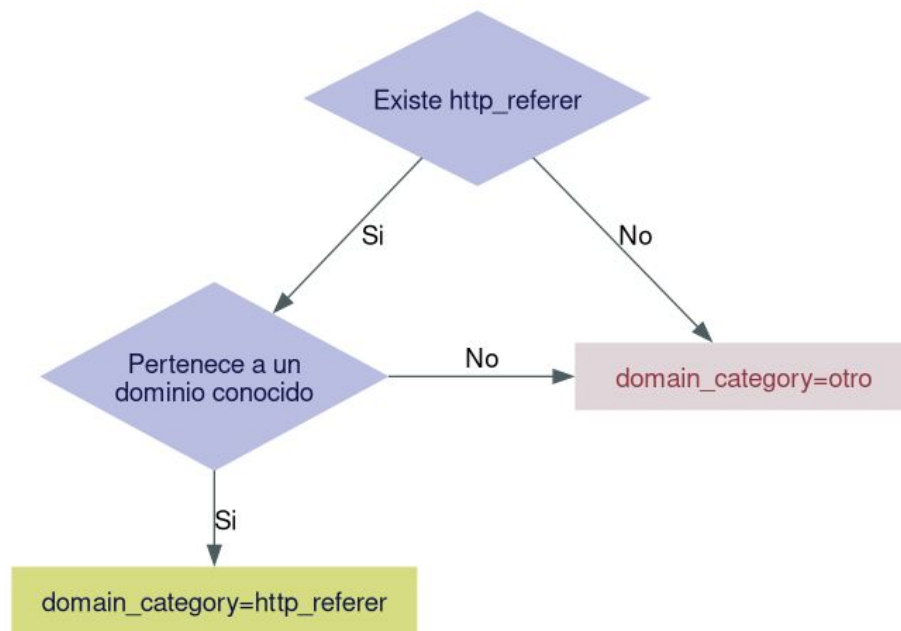 Existe http_referer
Si
No
Pertenece a un
dominio conocido
No
domain_category=otro
Si
domain_category=http_referer